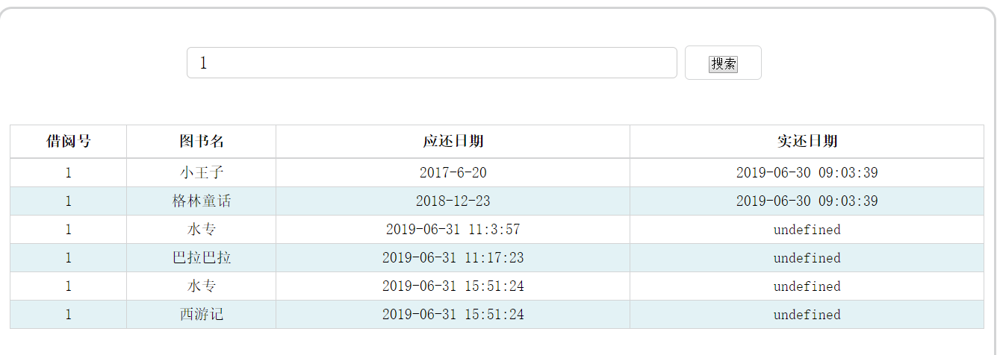 1 搜索
借阅号 图书名 应还日期 实还日期
1 小王子 2017-6-20 2019-06-30 09:03:39
1 格林童话 2018-12-23 2019-06-30 09:03:39
1 水专 2019-06-31 11:3:57 undefined
1 巴拉巴拉 2019-06-31 11:17:23 undefined
1 水专 2019-06-31 15:51:24 undefined
1 西游记 2019-06-31 15:51:24 undefined